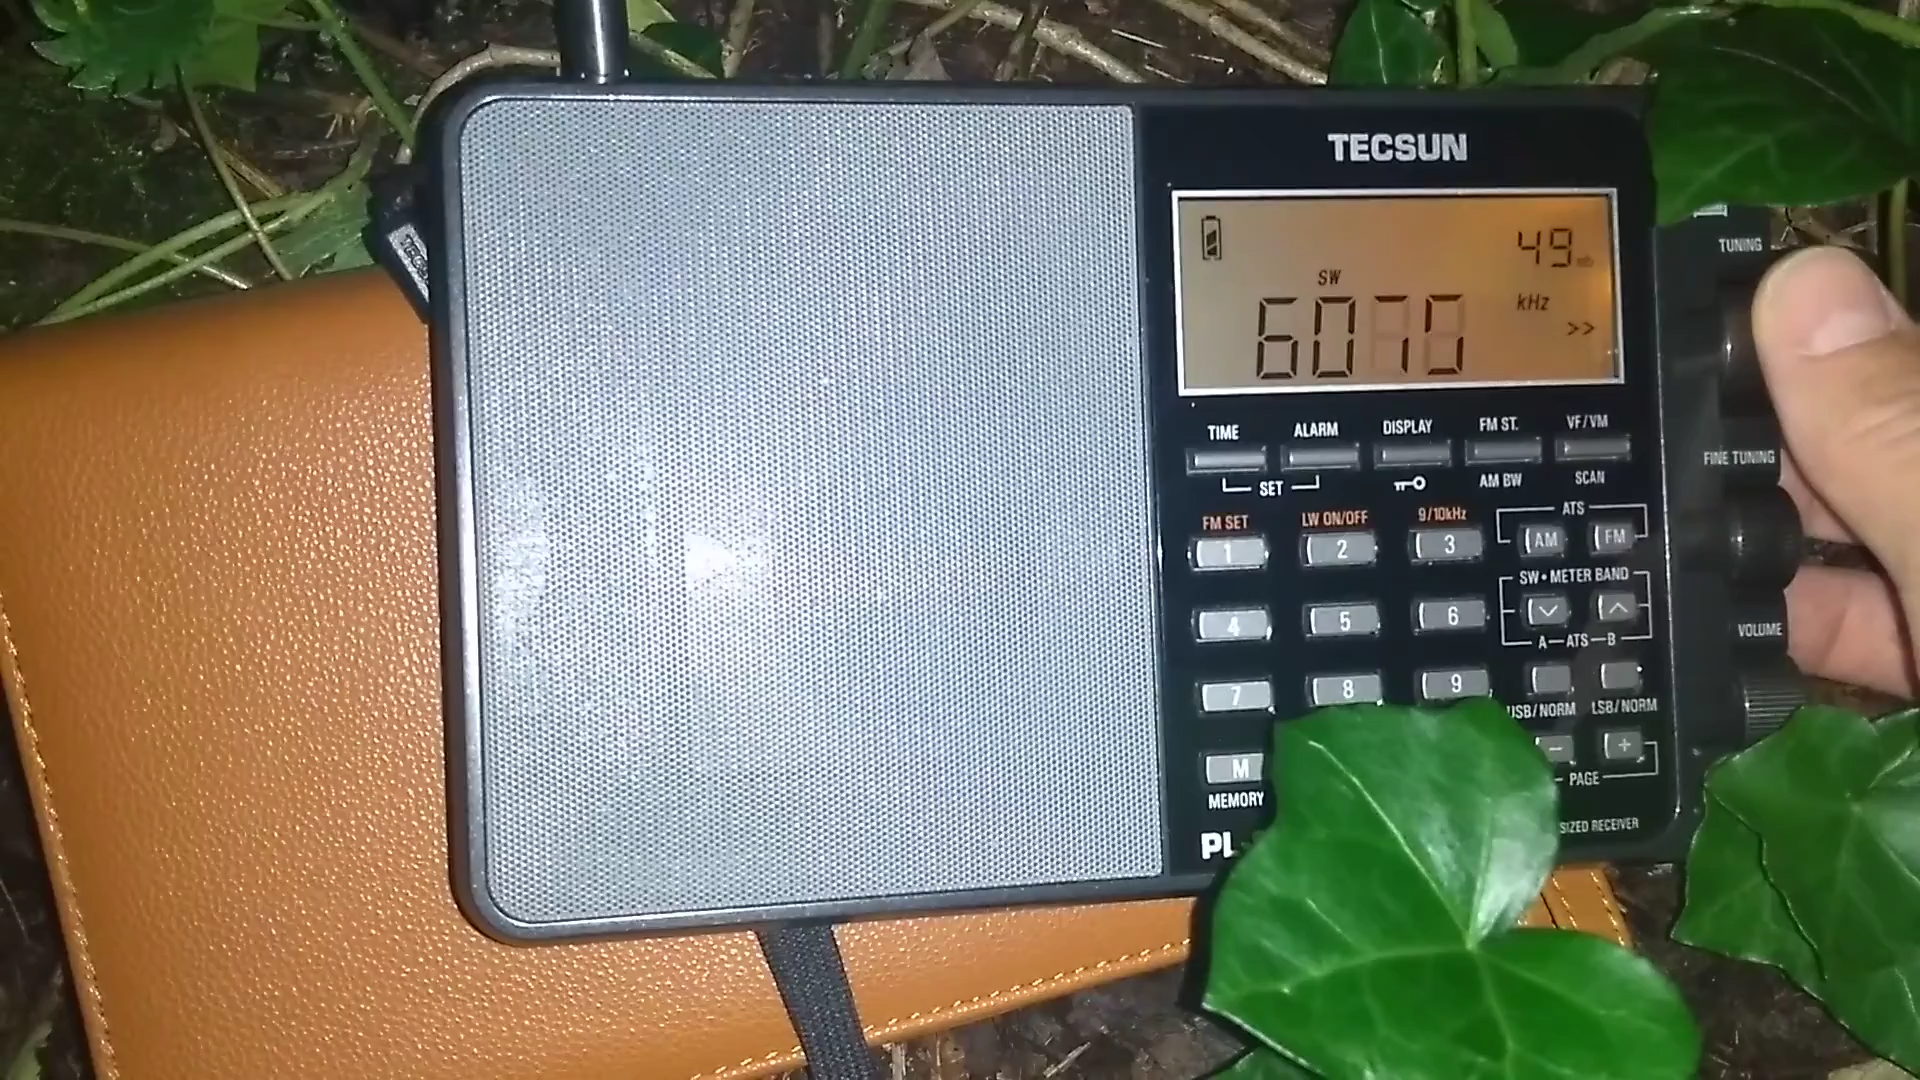 TECSUN
49 mb
SW
kHz
>>
TUNING
FINE TUNING
VOLUME
TIME ALARM DISPLAY FM ST. VF/VM
SET AM BW SCAN
FM SET LW ON/OFF 9/10kHz ATS
1 2 3 AM FM
SW•METER BAND
4 5 6
A—ATS—B
7 8 9
USB/NORM LSB/NORM
M - +
PAGE
MEMORY
PL-
SIZED RECEIVER